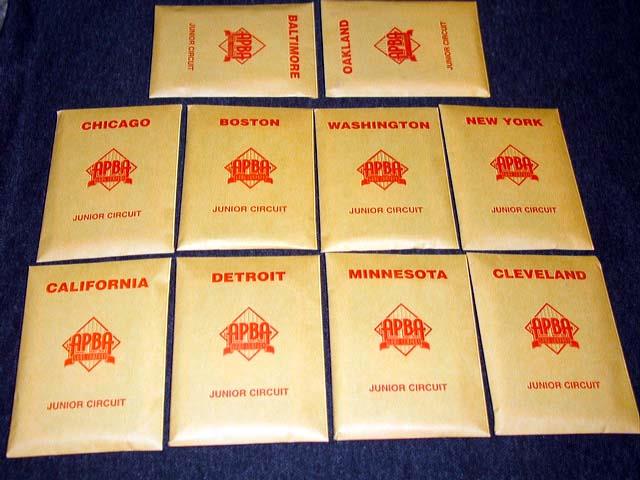 BALTIMORE
APBA
JUNIOR CIRCUIT
OAKLAND
APBA
JUNIOR CIRCUIT
CHICAGO
APBA
JUNIOR CIRCUIT
BOSTON
APBA
JUNIOR CIRCUIT
WASHINGTON
APBA
JUNIOR CIRCUIT
NEW YORK
APBA
JUNIOR CIRCUIT
CALIFORNIA
APBA
JUNIOR CIRCUIT
DETROIT
APBA
JUNIOR CIRCUIT
MINNESOTA
APBA
JUNIOR CIRCUIT
CLEVELAND
APBA
JUNIOR CIRCUIT